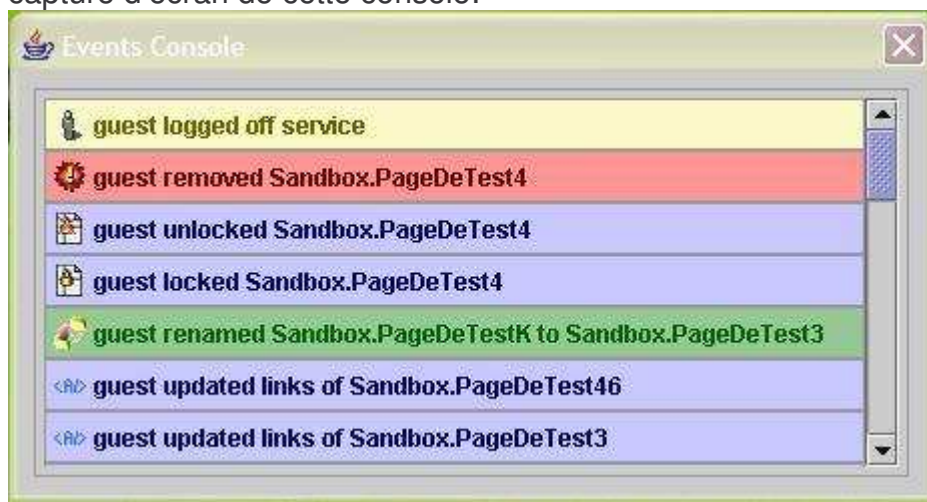 capture d'écran de cette console.
Events Console
guest logged off service
guest removed Sandbox.PageDeTest4
guest unlocked Sandbox.PageDeTest4
guest locked Sandbox.PageDeTest4
guest renamed Sandbox.PageDeTestK to Sandbox.PageDeTest3
<A/> guest updated links of Sandbox.PageDeTest46
<A/> guest updated links of Sandbox.PageDeTest3